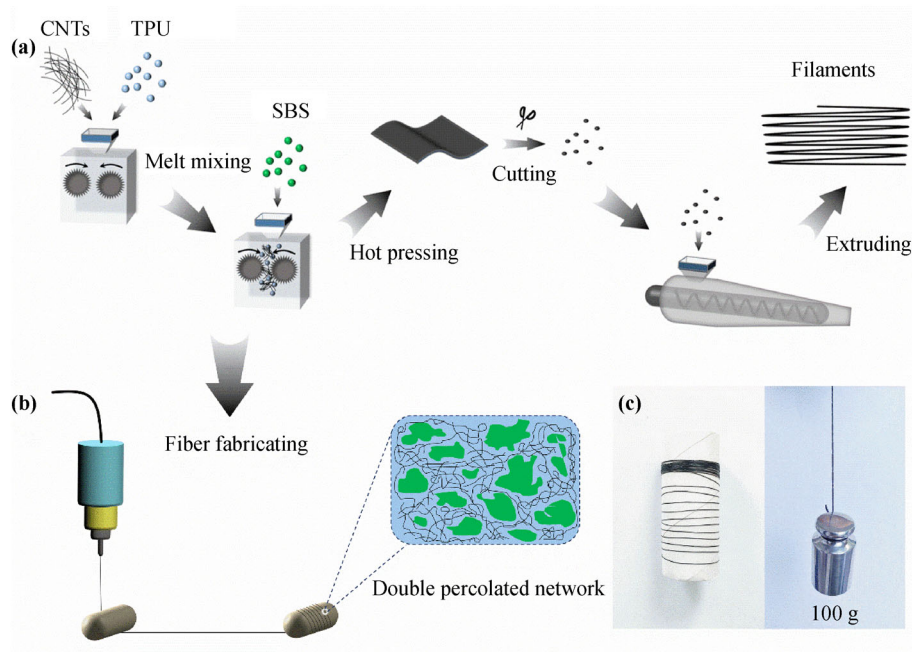 (a)
CNTs
TPU
SBS
Melt mixing
Hot pressing
Cutting
Filaments
Extruding
Fiber fabricating
(b)
Double percolated network
(c)
100 g